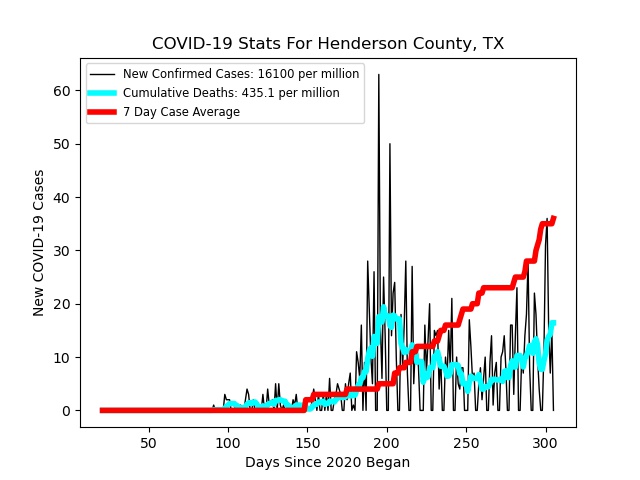 COVID-19 Stats For Henderson County, TX
New Confirmed Cases: 16100 per million
Cumulative Deaths: 435.1 per million
7 Day Case Average
New COVID-19 Cases
60
50
40
30
20
10
0
50 100 150 200 250 300
Days Since 2020 Began